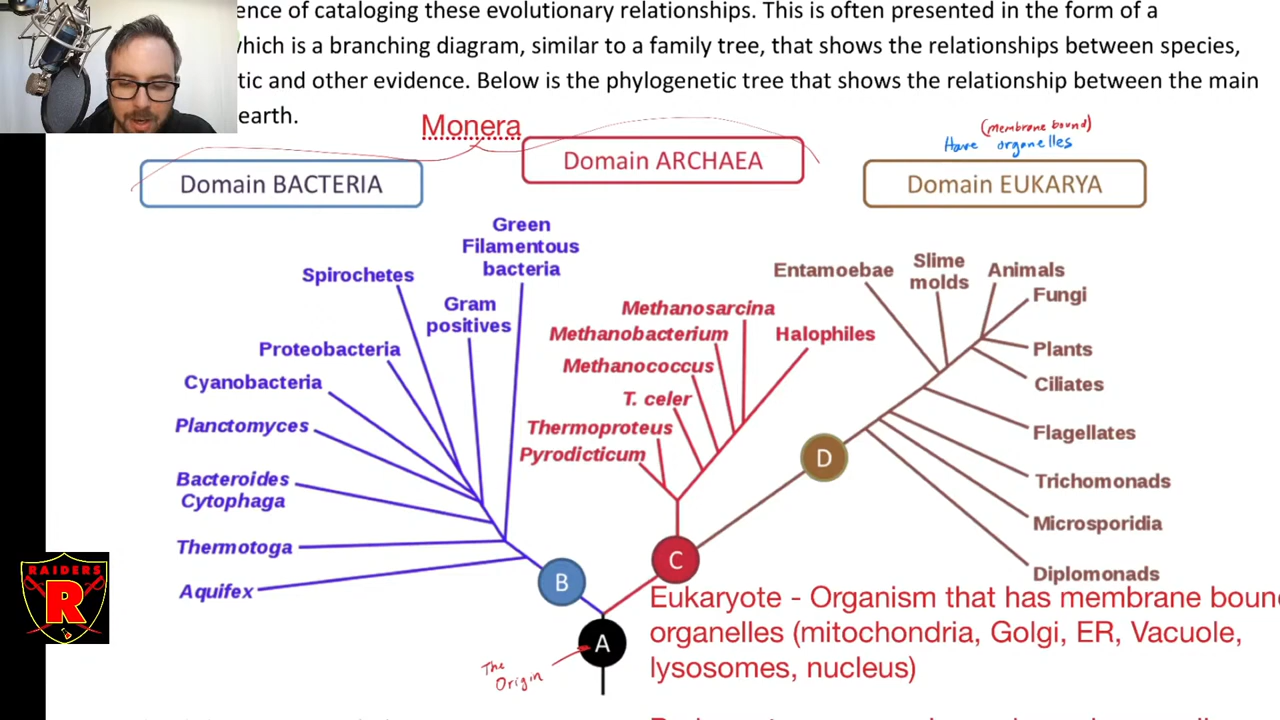 ence of cataloging these evolutionary relationships. This is often presented in the form of a
which is a branching diagram, similar to a family tree, that shows the relationships between species,
tic and other evidence. Below is the phylogenetic tree that shows the relationship between the main
earth.
Monera
(membrane bound)
Have organelles
Domain BACTERIA
Domain ARCHAEA
Domain EUKARYA
Green
Filamentous
bacteria
Spirochetes
Gram
positives
Proteobacteria
Cyanobacteria
Planctomyces
Bacteroides
Cytophaga
Thermotoga
Aquifex
Methanosarcina
Methanobacterium
Halophiles
Methanococcus
T. celer
Thermoproteus
Pyrodicticum
Entamoebae
Slime
molds
Animals
Fungi
Plants
Ciliates
Flagellates
Trichomonads
Microsporidia
Diplomonads
D
C
B
A
The
Origin
RAIDERS
R
Eukaryote - Organism that has membrane boun
organelles (mitochondria, Golgi, ER, Vacuole,
lysosomes, nucleus)